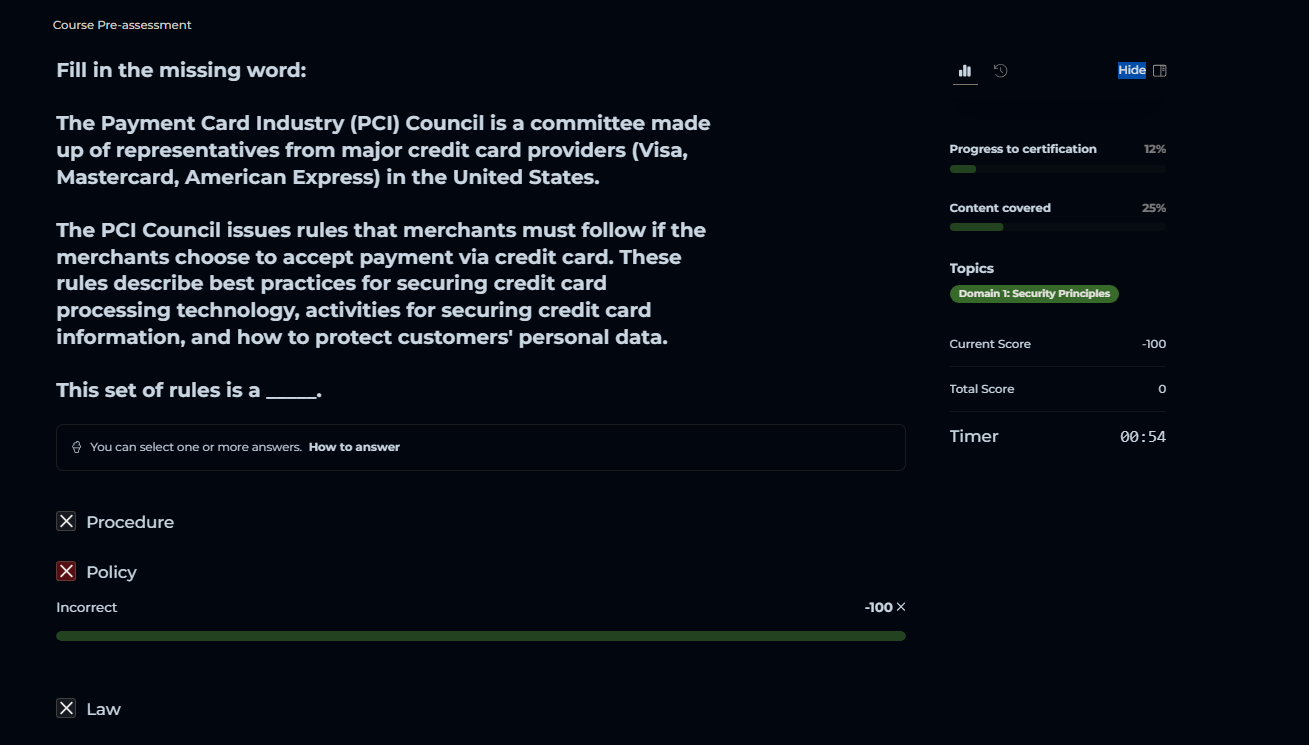 Course Pre-assessment
Fill in the missing word:
The Payment Card Industry (PCI) Council is a committee made
up of representatives from major credit card providers (Visa,
Mastercard, American Express) in the United States.
The PCI Council issues rules that merchants must follow if the
merchants choose to accept payment via credit card. These
rules describe best practices for securing credit card
processing technology, activities for securing credit card
information, and how to protect customers' personal data.
This set of rules is a _____.
You can select one or more answers. How to answer
Procedure
Policy
Incorrect -100 ×
Law
Hide
Progress to certification 12%
Content covered 25%
Topics
Domain 1: Security Principles
Current Score -100
Total Score 0
Timer 00:54